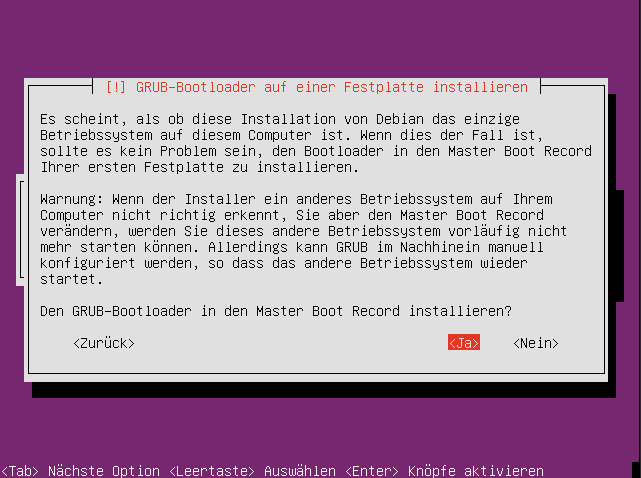 [!] GRUB-Bootloader auf einer Festplatte installieren
Es scheint, als ob diese Installation von Debian das einzige
Betriebssystem auf diesem Computer ist. Wenn dies der Fall ist,
sollte es kein Problem sein, den Bootloader in den Master Boot Record
Ihrer ersten Festplatte zu installieren.
Warnung: Wenn der Installer ein anderes Betriebssystem auf Ihrem
Computer nicht richtig erkennt, Sie aber den Master Boot Record
verändern, werden Sie dieses andere Betriebssystem vorläufig nicht
mehr starten können. Allerdings kann GRUB im Nachhinein manuell
konfiguriert werden, so dass das andere Betriebssystem wieder
startet.
Den GRUB-Bootloader in den Master Boot Record installieren?
<Zurück> <Ja> <Nein>
<Tab> Nächste Option <Leertaste> Auswählen <Enter> Knöpfe aktivieren